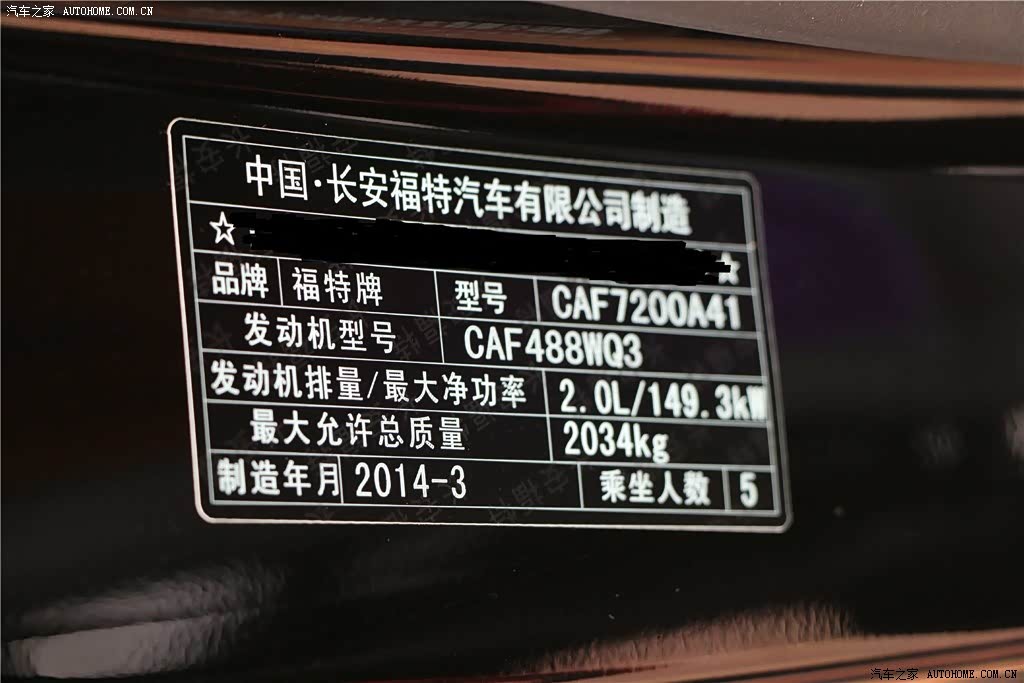 汽车之家 AUTOHOME.COM.CN
中国·长安福特汽车有限公司制造
☆ ☆
品牌 福特牌 型号 CAF7200A41
发动机型号 CAF488WQ3
发动机排量/最大净功率 2.0L/149.3kW
最大允许总质量 2034kg
制造年月 2014-3 乘坐人数 5
汽车之家 AUTOHOME.COM.CN